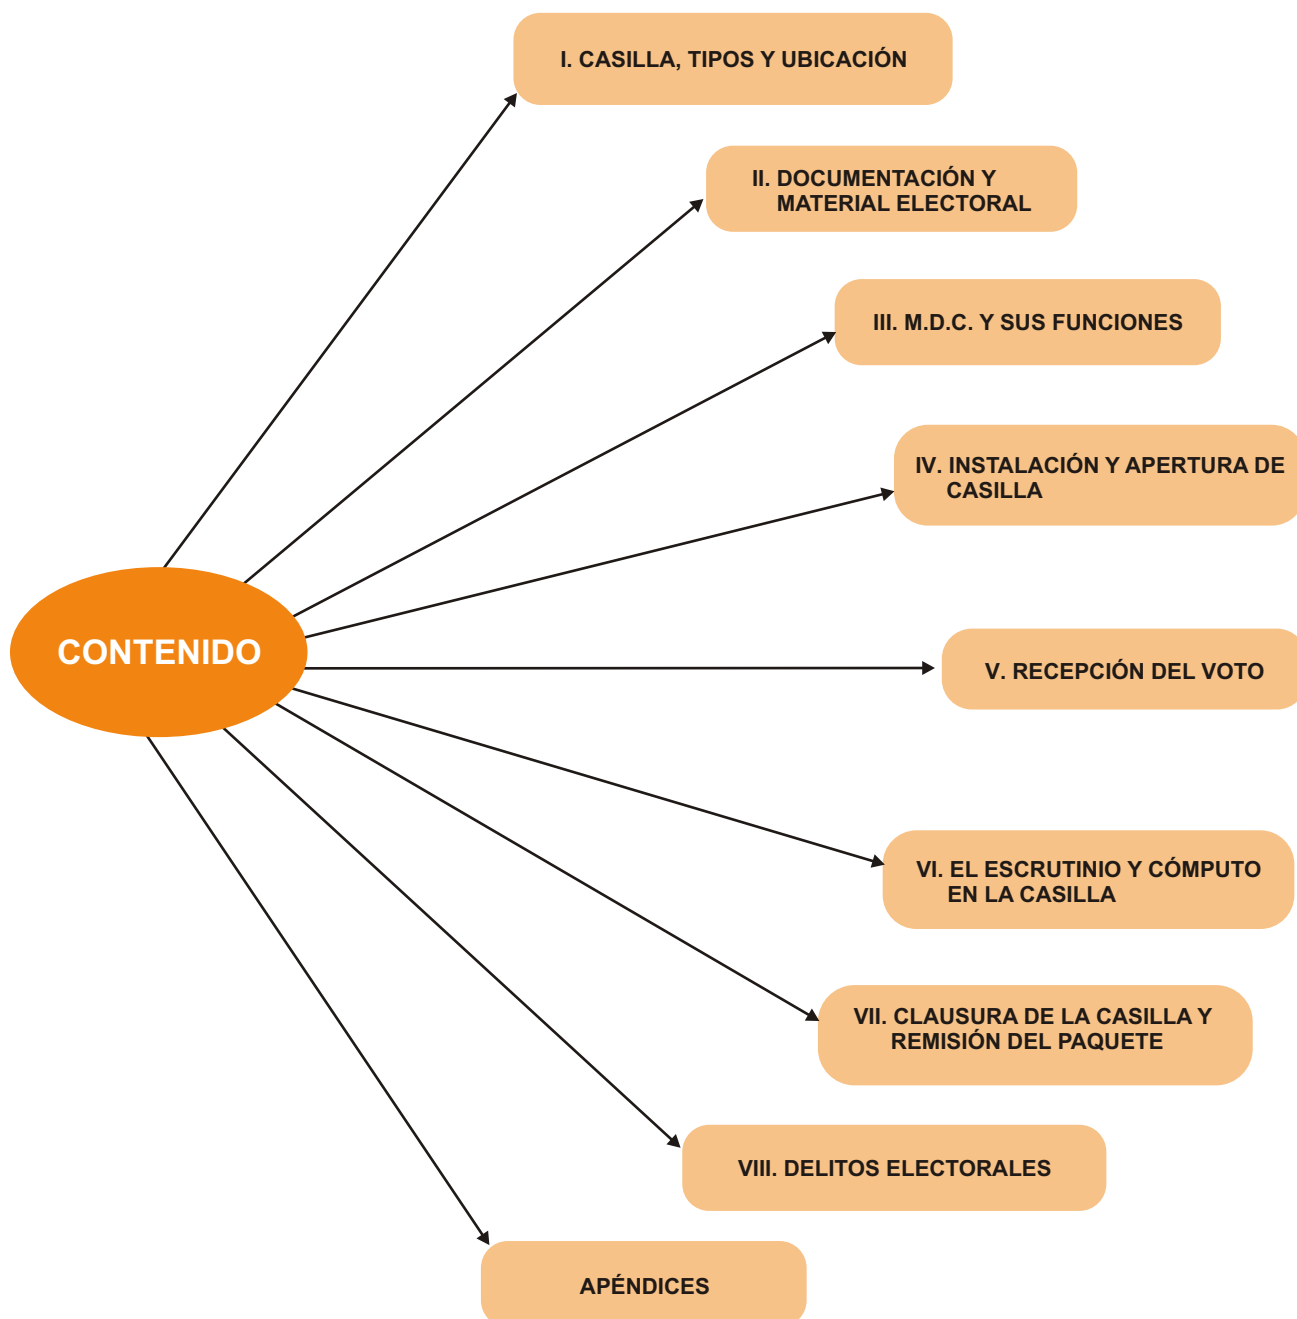 I. CASILLA, TIPOS Y UBICACIÓN
II. DOCUMENTACIÓN Y
MATERIAL ELECTORAL
III. M.D.C. Y SUS FUNCIONES
IV. INSTALACIÓN Y APERTURA DE
CASILLA
CONTENIDO
V. RECEPCIÓN DEL VOTO
VI. EL ESCRUTINIO Y CÓMPUTO
EN LA CASILLA
VII. CLAUSURA DE LA CASILLA Y
REMISIÓN DEL PAQUETE
VIII. DELITOS ELECTORALES
APÉNDICES